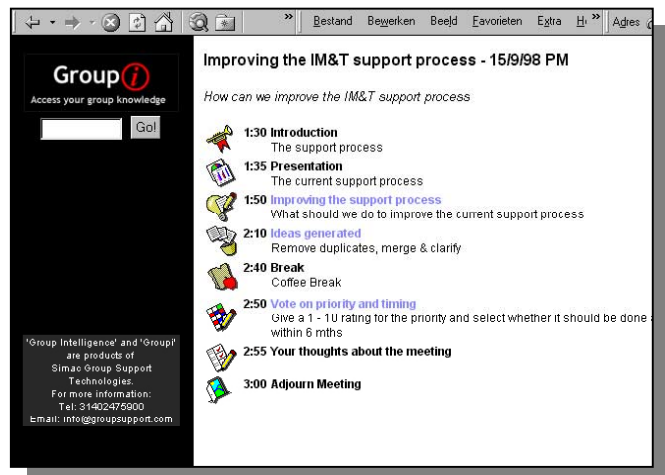 Bestand Bewerken Beeld Favorieten Extra
Adres
Group i
Access your group knowledge
Go!
Improving the IM&T support process - 15/9/98 PM
How can we improve the IM&T support process
1:30 Introduction
The support process
1:35 Presentation
The current support process
1:50 Improving the support process
What should we do to improve the current support process
2:10 Ideas generated
Remove duplicates, merge & clarify
2:40 Break
Coffee Break
2:50 Vote on priority and timing
Give a 1 - 10 rating for the priority and select whether it should be done
within 6 mths
2:55 Your thoughts about the meeting
3:00 Adjourn Meeting
'Group Intelligence' and 'Groupi'
are products of
Simac Group Support
Technologies.
For more information:
Tel: 31402475900
Email: info@groupsupport.com